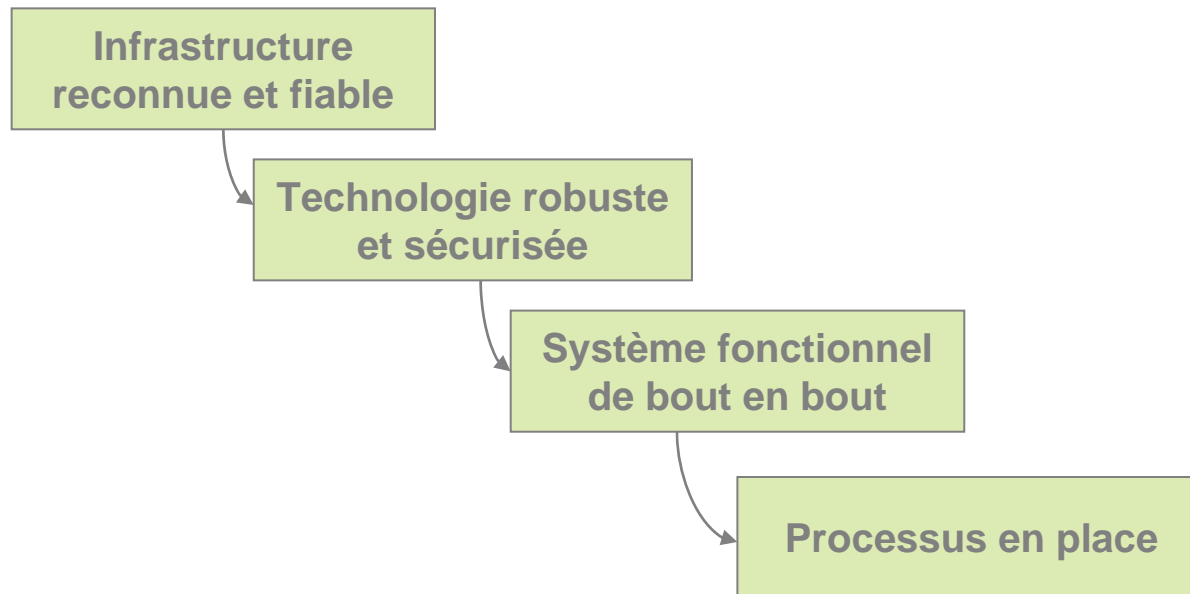 Infrastructure
reconnue et fiable
Technologie robuste
et sécurisée
Système fonctionnel
de bout en bout
Processus en place